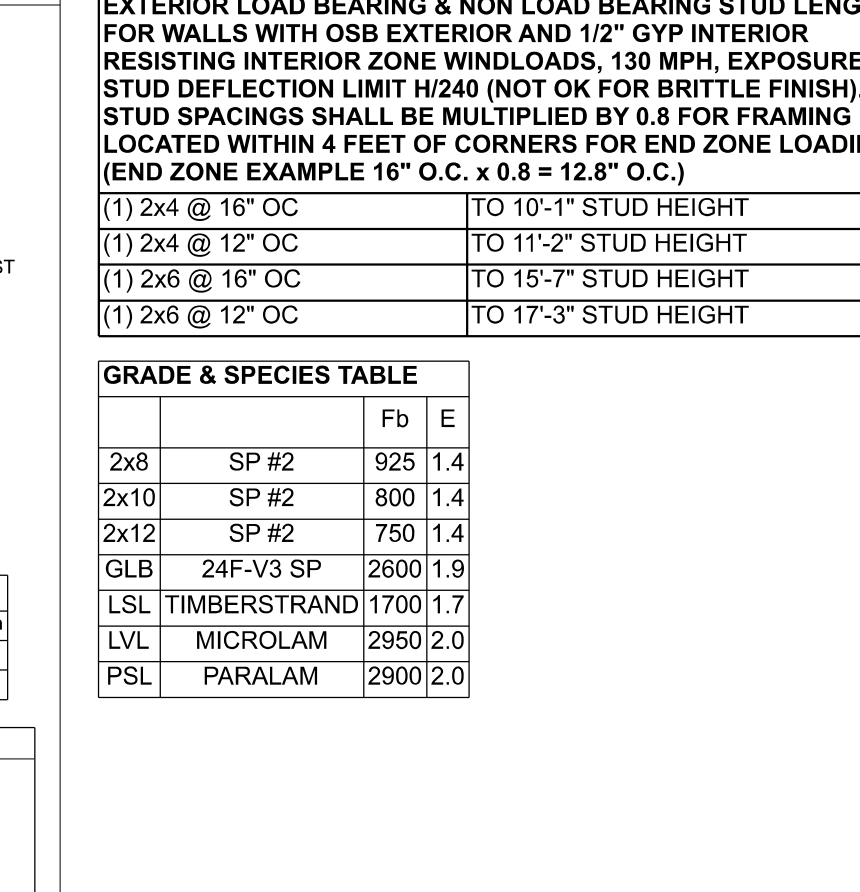 EXTERIOR LOAD BEARING & NON LOAD BEARING STUD
FOR WALLS WITH OSB EXTERIOR AND 1/2" GYP INTERIOR
RESISTING INTERIOR ZONE WINDLOADS, 130 MPH, EXPOSURE
STUD DEFLECTION LIMIT H/240 (NOT OK FOR BRITTLE FINISH).
STUD SPACINGS SHALL BE MULTIPLIED BY 0.8 FOR FRAMING
LOCATED WITHIN 4 FEET OF CORNERS FOR END ZONE
(END ZONE EXAMPLE 16" O.C. x 0.8 = 12.8" O.C.)
(1) 2x4 @ 16" OC TO 10'-1" STUD HEIGHT
(1) 2x4 @ 12" OC TO 11'-2" STUD HEIGHT
(1) 2x6 @ 16" OC TO 15'-7" STUD HEIGHT
(1) 2x6 @ 12" OC TO 17'-3" STUD HEIGHT
GRADE & SPECIES TABLE
Fb E
2x8 SP #2 925 1.4
2x10 SP #2 800 1.4
2x12 SP #2 750 1.4
GLB 24F-V3 SP 2600 1.9
LSL TIMBERSTRAND 1700 1.7
LVL MICROLAM 2950 2.0
PSL PARALAM 2900 2.0